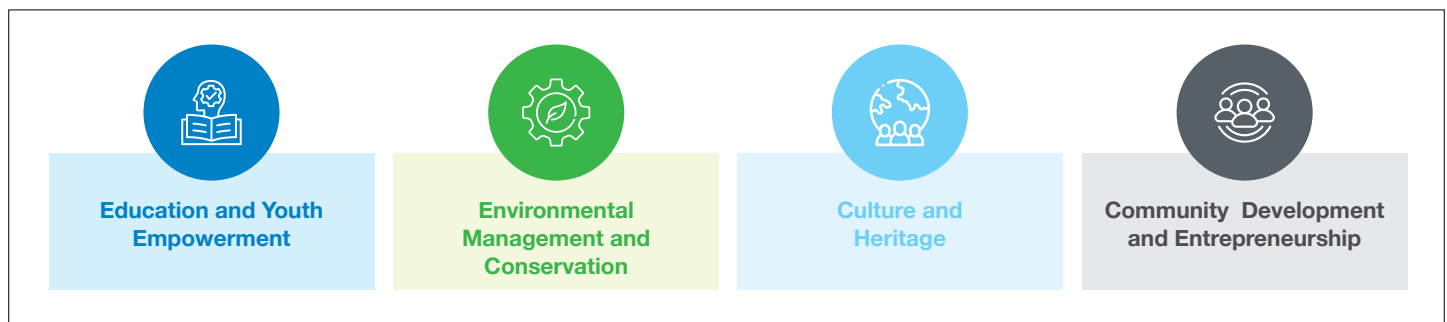 Education and Youth
Empowerment
Environmental
Management and
Conservation
Culture and
Heritage
Community Development
and Entrepreneurship